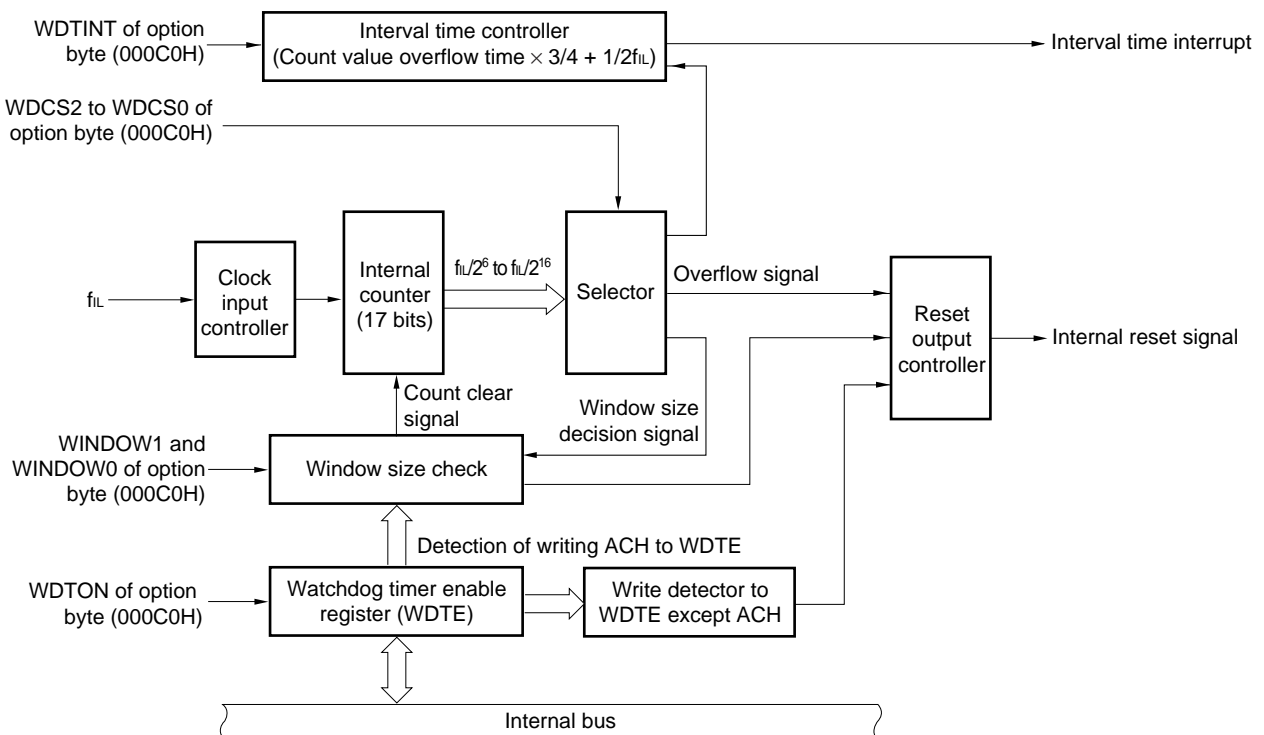 WDTINT of option
byte (000C0H)
Interval time controller
(Count value overflow time × 3/4 + 1/2fIL)
Interval time interrupt
WDCS2 to WDCS0 of
option byte (000C0H)
fIL
Clock
input
controller
Internal
counter
(17 bits)
fIL/2⁶ to fIL/2¹⁶
Selector
Overflow signal
Reset
output
controller
Internal reset signal
Count clear
signal
Window size
decision signal
WINDOW1 and
WINDOW0 of option
byte (000C0H)
Window size check
Detection of writing ACH to WDTE
WDTON of option
byte (000C0H)
Watchdog timer enable
register (WDTE)
Write detector to
WDTE except ACH
Internal bus